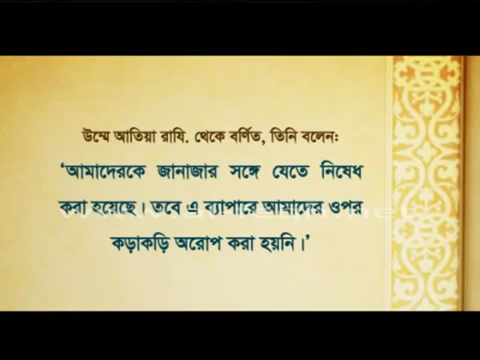 উম্মে আতিয়া রাযি. থেকে বর্ণিত, তিনি বলেন:
‘আমাদেরকে জানাজার সঙ্গে যেতে নিষেধ
করা হয়েছে। তবে এ ব্যাপারে আমাদের ওপর
কড়াকড়ি অরোপ করা হয়নি।’